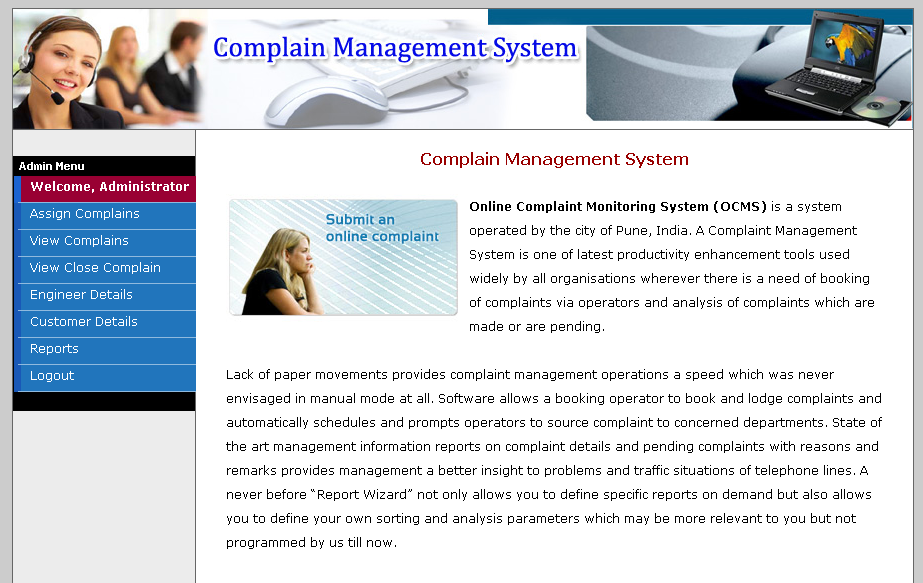 Complain Management System
Admin Menu
Welcome, Administrator
Assign Complains
View Complains
View Close Complain
Engineer Details
Customer Details
Reports
Logout
Complain Management System
Submit an
online complaint
Online Complaint Monitoring System (OCMS) is a system
operated by the city of Pune, India. A Complaint Management
System is one of latest productivity enhancement tools used
widely by all organisations wherever there is a need of booking
of complaints via operators and analysis of complaints which are
made or are pending.
Lack of paper movements provides complaint management operations a speed which was never
envisaged in manual mode at all. Software allows a booking operator to book and lodge complaints and
automatically schedules and prompts operators to source complaint to concerned departments. State of
the art management information reports on complaint details and pending complaints with reasons and
remarks provides management a better insight to problems and traffic situations of telephone lines. A
never before “Report Wizard” not only allows you to define specific reports on demand but also allows
you to define your own sorting and analysis parameters which may be more relevant to you but not
programmed by us till now.